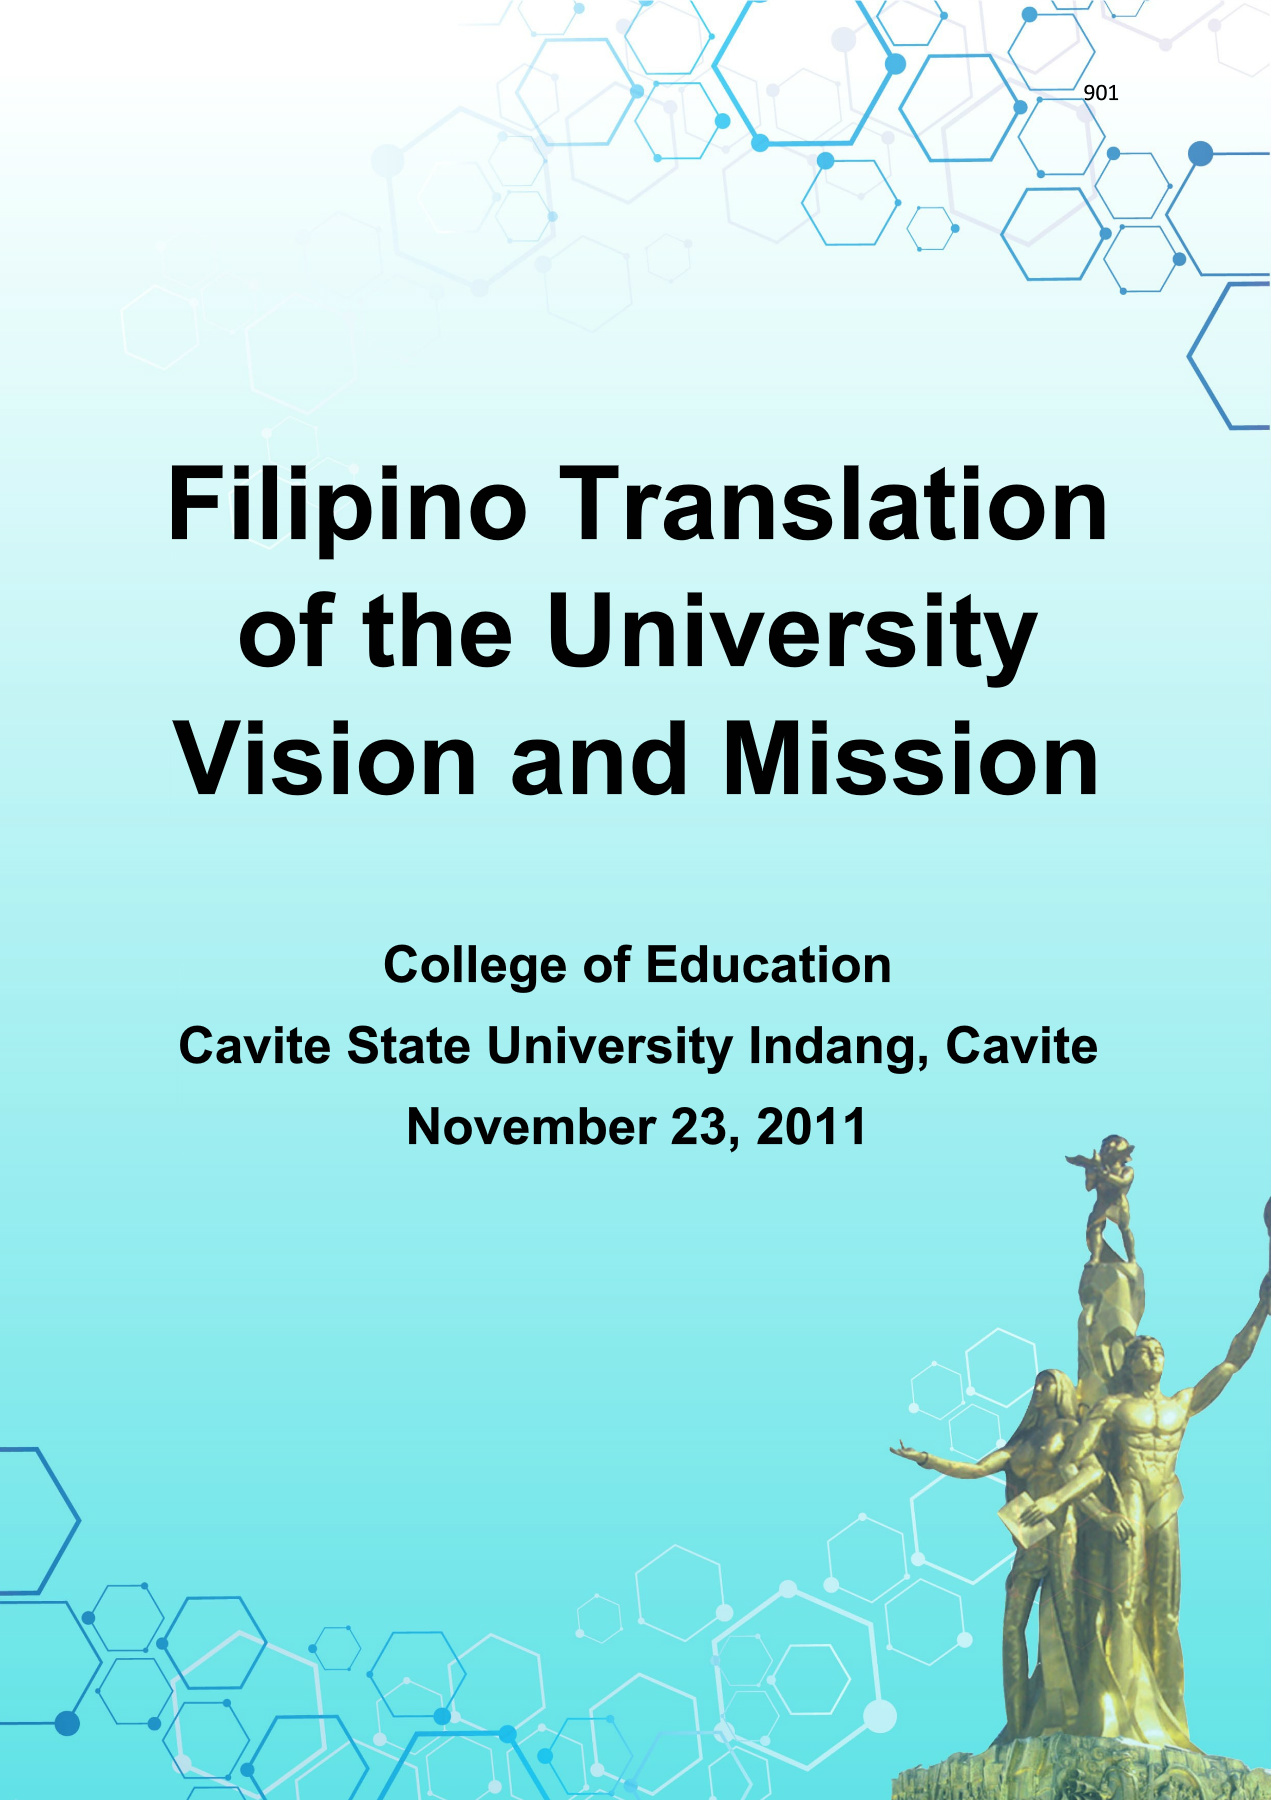 901
Filipino Translation
of the University
Vision and Mission
College of Education
Cavite State University Indang, Cavite
November 23, 2011